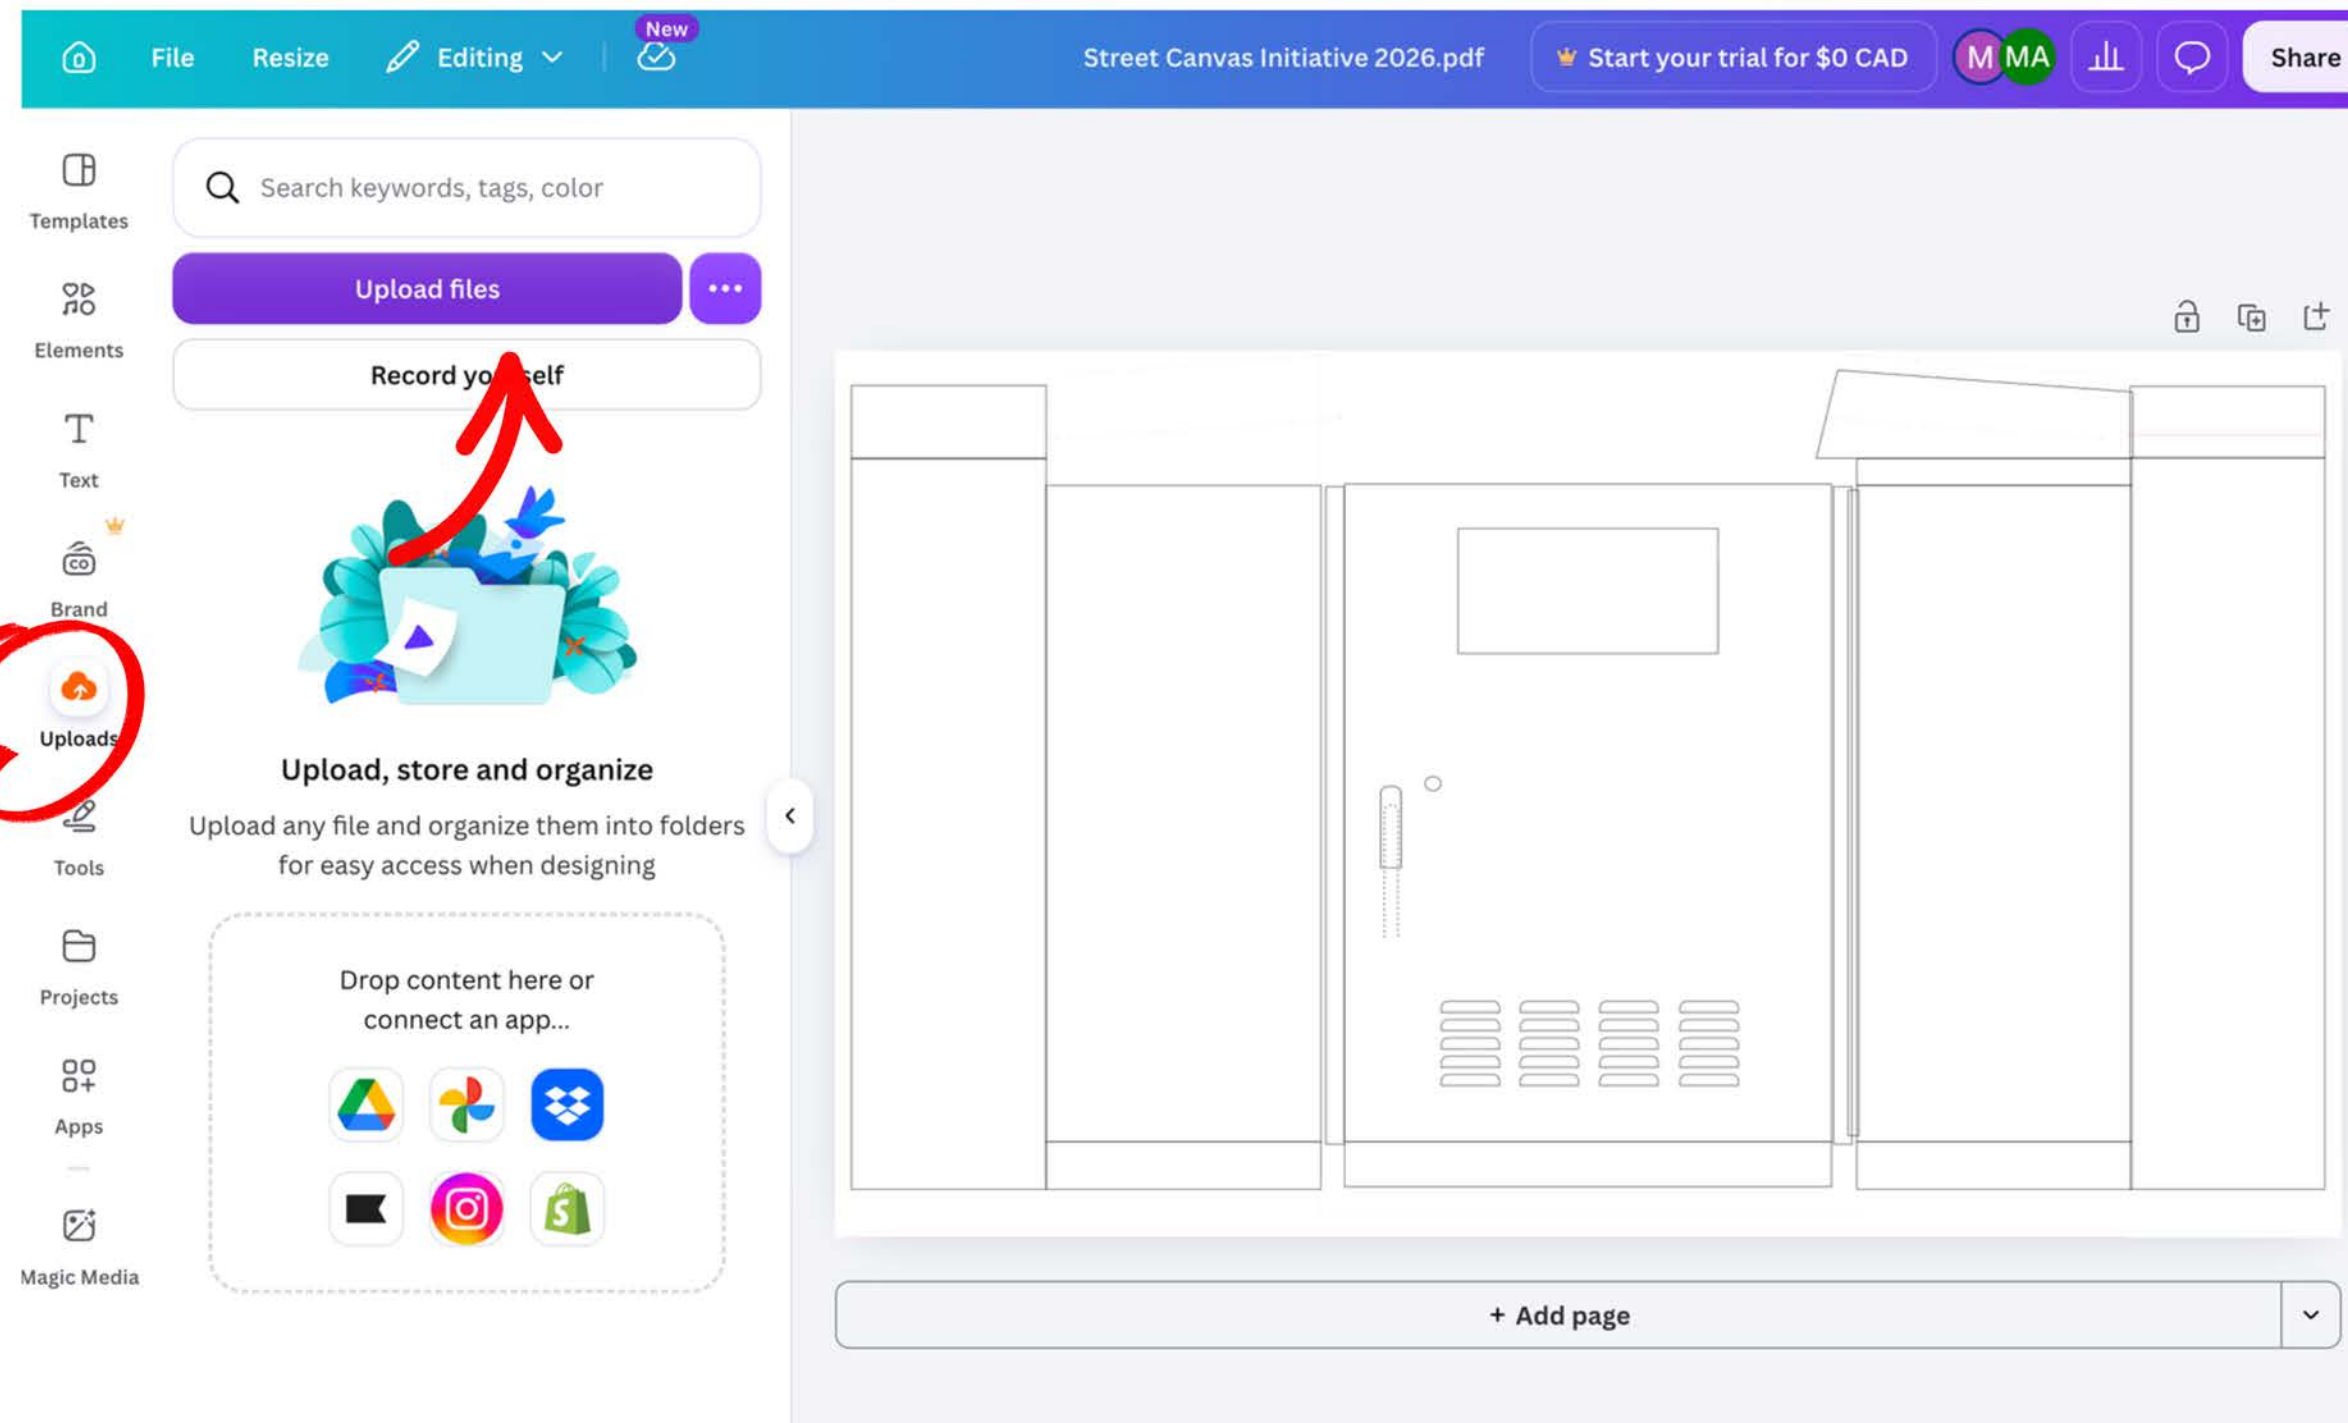 New
File
Resize
Editing
Street Canvas Initiative 2026.pdf
Start your trial for $0 CAD
M
MA
Share
Templates
Elements
Text
Brand
Uploads
Tools
Projects
Apps
Magic Media
Search keywords, tags, color
Upload files
Record yo self
Upload, store and organize
Upload any file and organize them into folders
for easy access when designing
Drop content here or
connect an app...
+ Add page